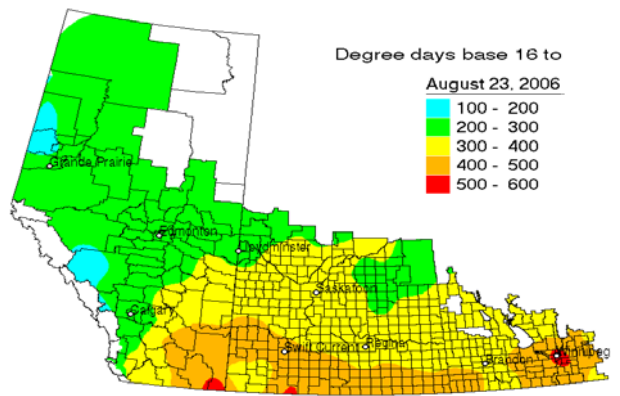 Degree days base 16 to
August 23, 2006
100 - 200
200 - 300
300 - 400
400 - 500
500 - 600
Grande Prairie
Edmonton
Lloydminster
Saskatoon
Calgary
Swift Current
Regina
Brandon
Winnipeg